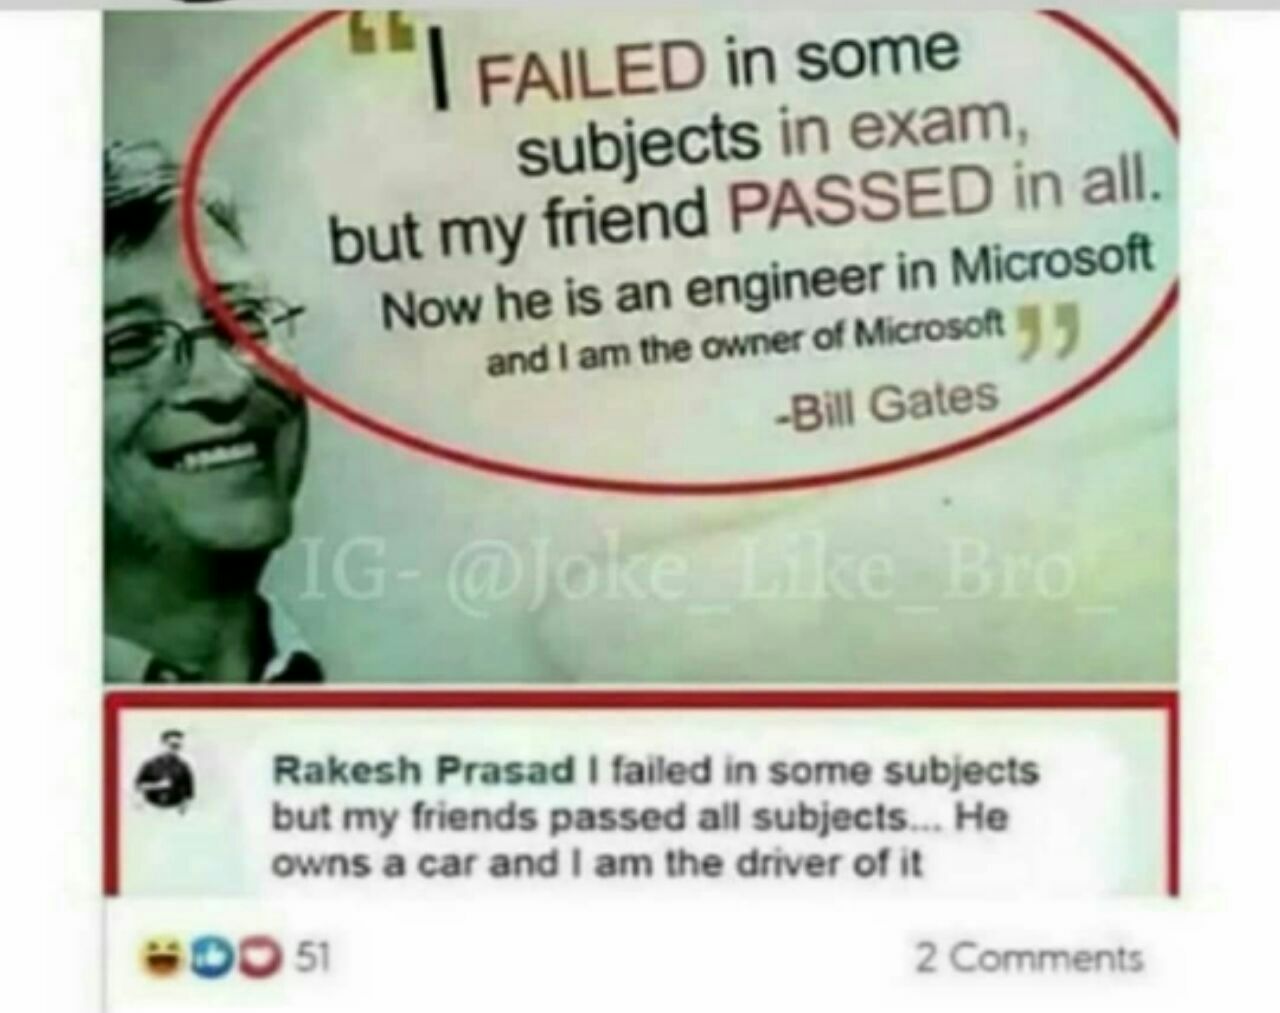 “I FAILED in some
subjects in exam,
but my friend PASSED in all.
Now he is an engineer in Microsoft
and I am the owner of Microsoft”
-Bill Gates
IG- @Joke_Like_Bro_
Rakesh Prasad I failed in some subjects
but my friends passed all subjects... He
owns a car and I am the driver of it
51
2 Comments